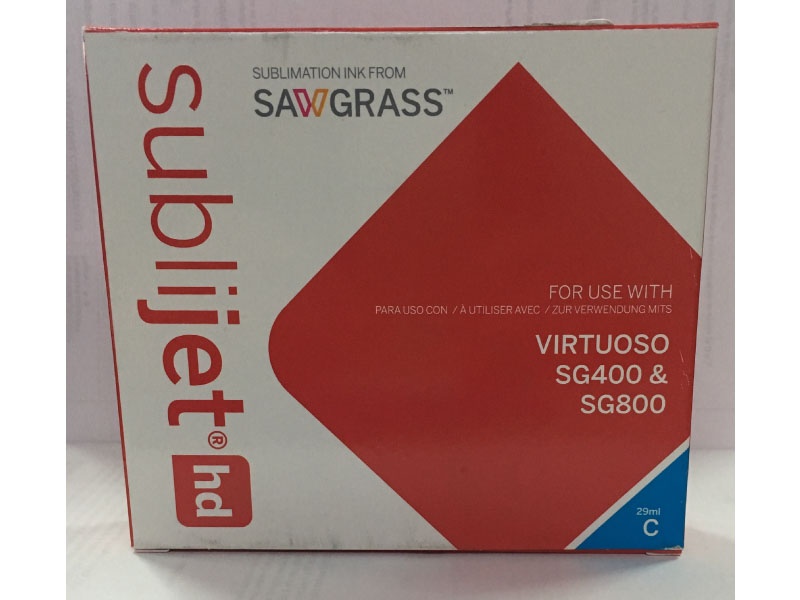 sublijet® hd
SUBLIMATION INK FROM
SAWGRASS™
FOR USE WITH
PARA USO CON / À UTILISER AVEC / ZUR VERWENDUNG MITS
VIRTUOSO
SG400 &
SG800
29ml
C